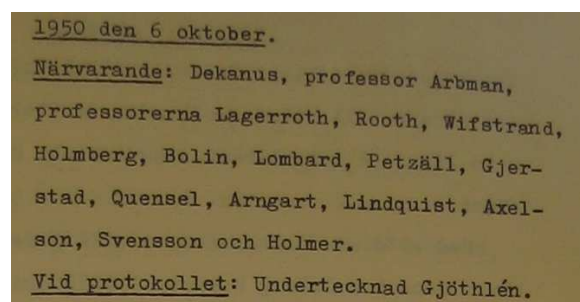 1950 den 6 oktober.
Närvarande: Dekanus, professor Arbman,
professorerna Lagerroth, Rooth, Wifstrand,
Holmberg, Bolin, Lombard, Petzäll, Gjer-
stad, Quensel, Arngart, Lindquist, Axel-
son, Svensson och Holmer.
Vid protokollet: Undertecknad Gjöthlén.